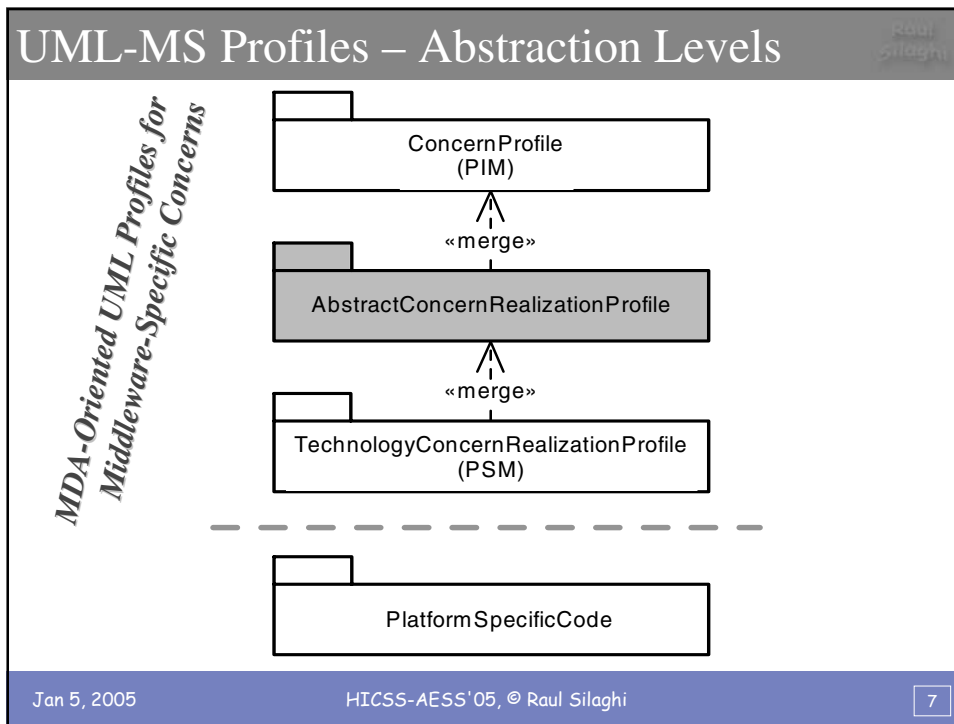 UML-MS Profiles – Abstraction Levels
Raul
Silaghi
MDA-Oriented UML Profiles for
Middleware-Specific Concerns
ConcernProfile
(PIM)
«merge»
AbstractConcernRealizationProfile
«merge»
TechnologyConcernRealizationProfile
(PSM)
PlatformSpecificCode
Jan 5, 2005
HICSS-AESS'05, © Raul Silaghi
7